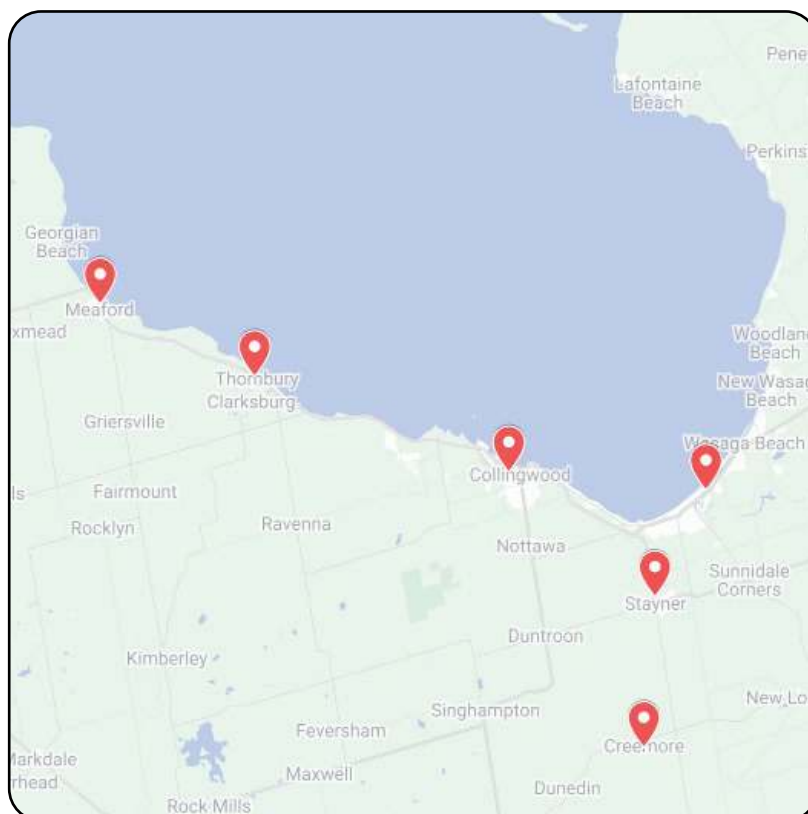 Pene
Lafontaine
Beach
Perkins
Georgian
Beach
Meaford
xmead
Woodland
Beach
Thornbury
Clarksburg
New Wasag
Beach
Griersville
Wasaga Beach
Collingwood
ls
Fairmount
Rocklyn
Ravenna
Nottawa
Sunnidale
Corners
Stayner
Duntroon
Kimberley
New Lo
Singhampton
Feversham
Creemore
Markdale
rhead
Maxwell
Dunedin
Rock Mills